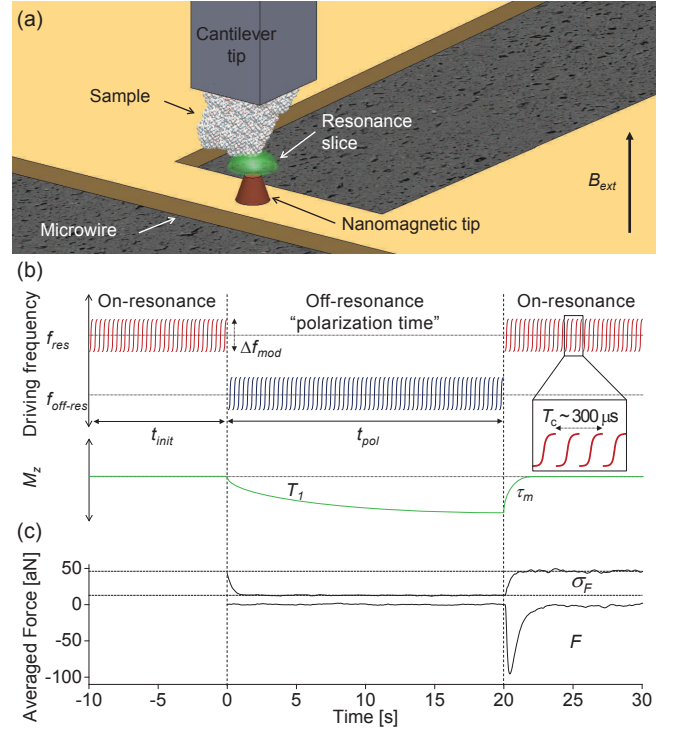 (a)
Cantilever
tip
Sample
Resonance
slice
B_ext
Nanomagnetic tip
Microwire
(b)
On-resonance
Off-resonance
"polarization time"
On-resonance
Driving frequency
f_res
Δf_mod
f_off-res
T_c ~ 300 μs
t_init
t_pol
M_z
T_1
τ_m
(c)
Averaged Force [aN]
50
0
-50
-100
σ_F
F
-10
-5
0
5
10
15
20
25
30
Time [s]